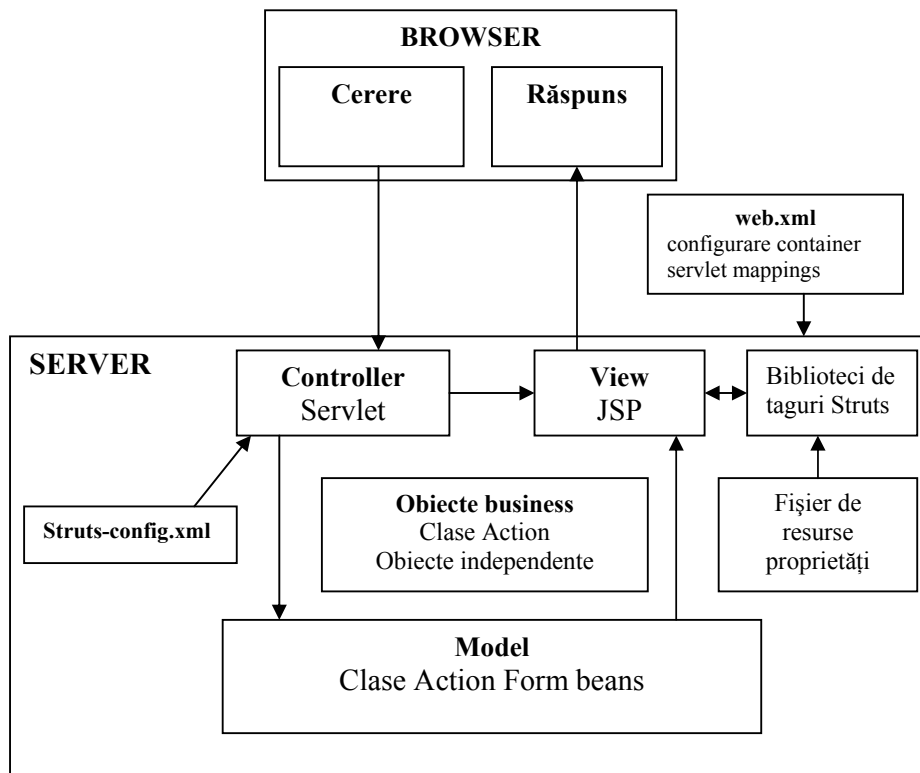 BROWSER
Cerere
Răspuns
web.xml
configurare container
servlet mappings
SERVER
Controller
Servlet
View
JSP
Biblioteci de
taguri Struts
Struts-config.xml
Obiecte business
Clase Action
Obiecte independente
Fişier de
resurse
proprietăți
Model
Clase Action Form beans